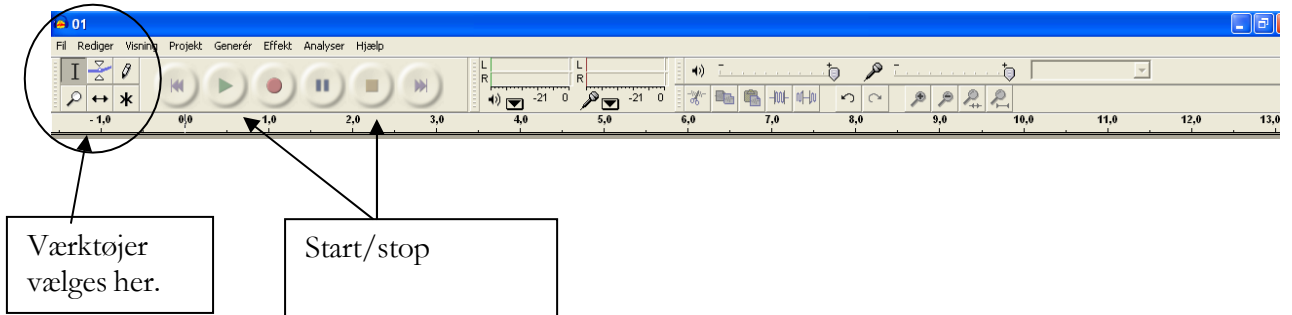 01
Fil Rediger Visning Projekt Generér Effekt Analyser Hjælp
L
R
L
R
-21 0
-21 0
- 1,0 0,0 1,0 2,0 3,0 4,0 5,0 6,0 7,0 8,0 9,0 10,0 11,0 12,0 13,0
Værktøjer
vælges her.
Start/stop